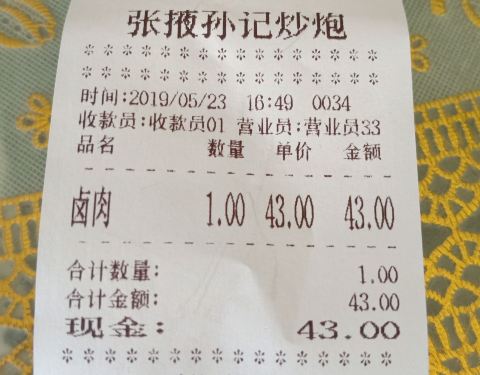 张掖孙记炒炮
* * * * * * * * * * * * * * * *
* * * * * * * * * * * * * * * *
时间:2019/05/23 16:49 0034
收款员:收款员01 营业员:营业员33
品名 数量 单价 金额
卤肉 1.00 43.00 43.00
合计数量: 1.00
合计金额: 43.00
现金: 43.00
* * * * * * * * * * * * * * * *